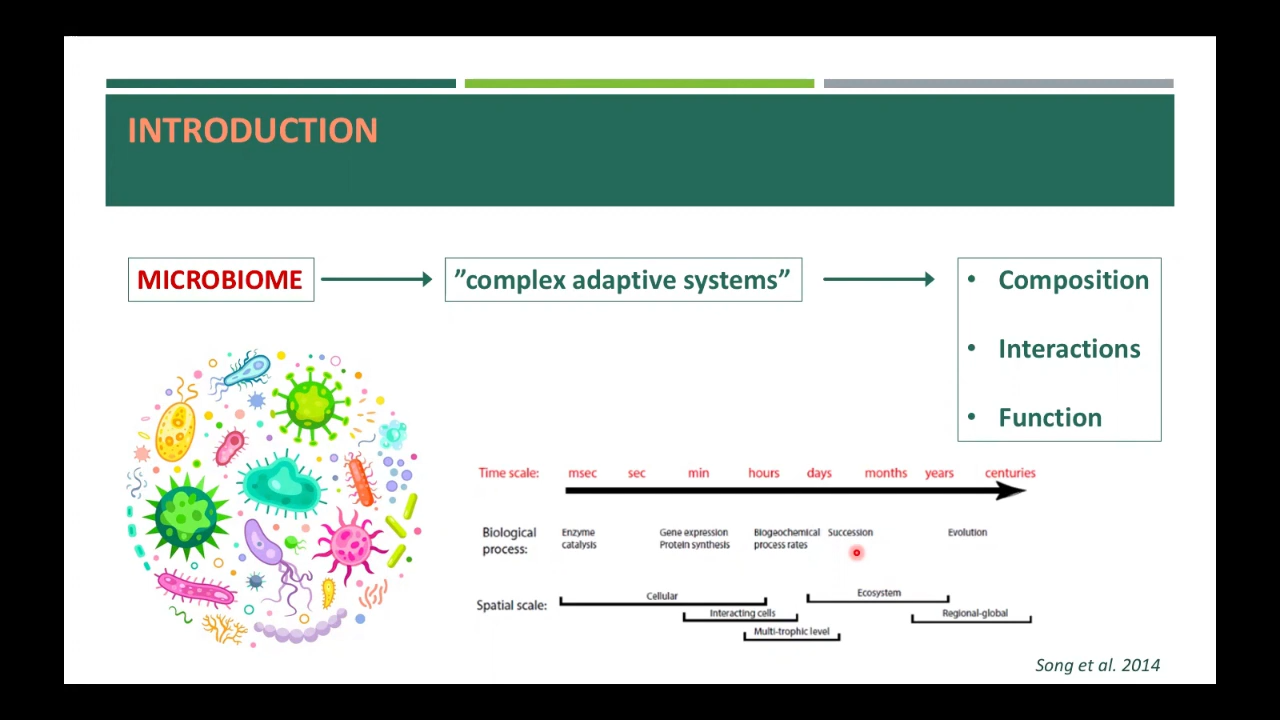 INTRODUCTION
MICROBIOME
”complex adaptive systems”
• Composition
• Interactions
• Function
Time scale: msec sec min hours days months years centuries
Biological process:
Enzyme catalysis
Gene expression
Protein synthesis
Biogeochemical process rates
Succession
Evolution
Spatial scale:
Cellular
Interacting cells
Multi-trophic level
Ecosystem
Regional-global
Song et al. 2014